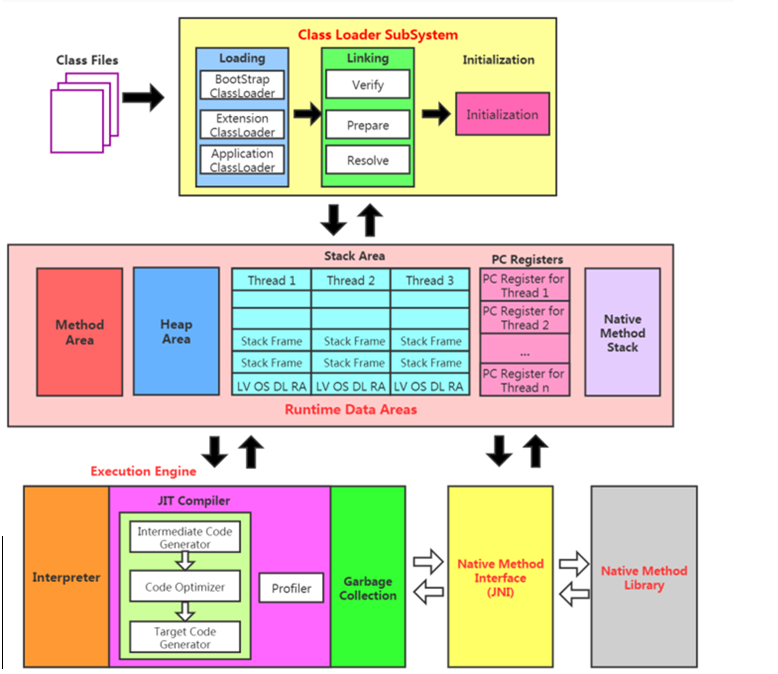 Class Loader SubSystem
Class Files
Loading
BootStrap
ClassLoader
Extension
ClassLoader
Application
ClassLoader
Linking
Verify
Prepare
Resolve
Initialization
Initialization
Stack Area
PC Registers
Method
Area
Heap
Area
Thread 1
Thread 2
Thread 3
Stack Frame
Stack Frame
Stack Frame
Stack Frame
Stack Frame
Stack Frame
LV OS DL RA
LV OS DL RA
LV OS DL RA
PC Register for
Thread 1
PC Register for
Thread 2
...
PC Register for
Thread n
Native
Method
Stack
Runtime Data Areas
Execution Engine
Interpreter
JIT Compiler
Intermediate Code
Generator
Code Optimizer
Target Code
Generator
Profiler
Garbage
Collection
Native Method
Interface
(JNI)
Native Method
Library